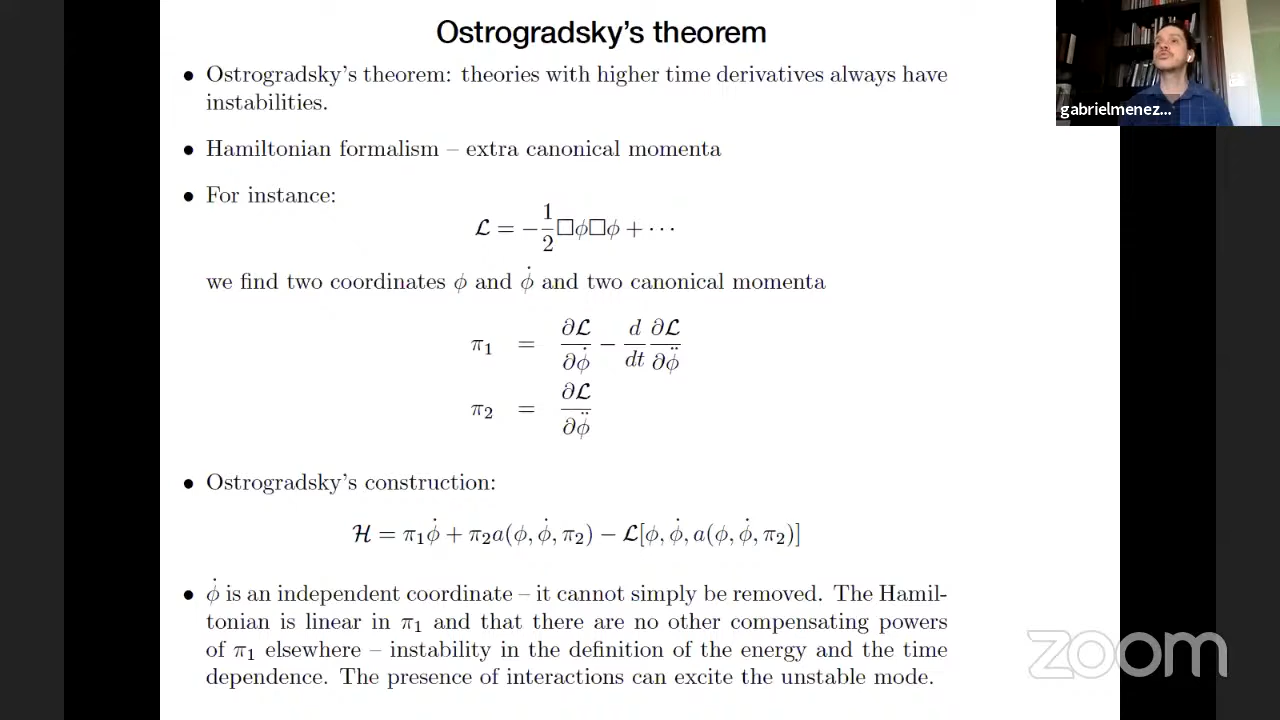 Ostrogradsky's theorem
gabrielmenez...
• Ostrogradsky's theorem: theories with higher time derivatives always have
instabilities.
• Hamiltonian formalism – extra canonical momenta
• For instance:
ℒ = −1/2 □ϕ□ϕ + ⋯
we find two coordinates ϕ and ϕ̇ and two canonical momenta
π₁ = ∂ℒ/∂ϕ̇ − d/dt ∂ℒ/∂ϕ̈
π₂ = ∂ℒ/∂ϕ̈
• Ostrogradsky's construction:
ℋ = π₁ϕ̇ + π₂a(ϕ, ϕ̇, π₂) − ℒ[ϕ, ϕ̇, a(ϕ, ϕ̇, π₂)]
• ϕ̇ is an independent coordinate – it cannot simply be removed. The Hamil-
tonian is linear in π₁ and that there are no other compensating powers
of π₁ elsewhere – instability in the definition of the energy and the time
dependence. The presence of interactions can excite the unstable mode.
zoom